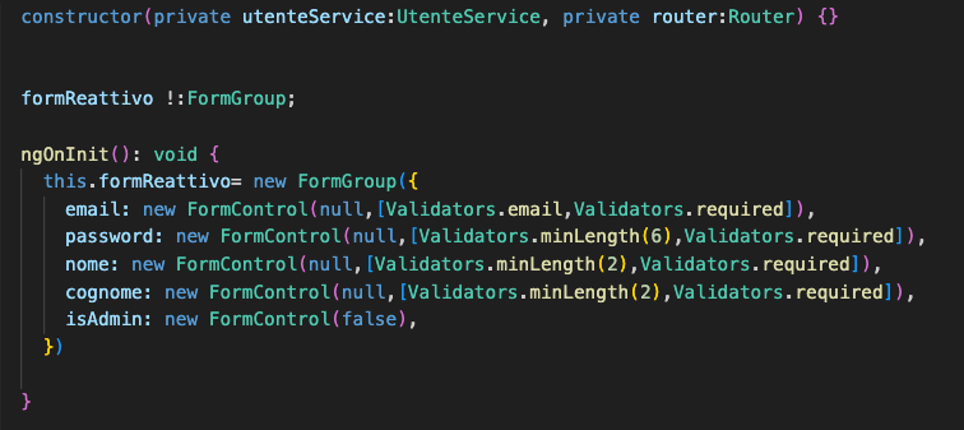 constructor(private utenteService:UtenteService, private router:Router) {}
formReattivo !:FormGroup;
ngOnInit(): void {
this.formReattivo= new FormGroup({
email: new FormControl(null,[Validators.email,Validators.required]),
password: new FormControl(null,[Validators.minLength(6),Validators.required]),
nome: new FormControl(null,[Validators.minLength(2),Validators.required]),
cognome: new FormControl(null,[Validators.minLength(2),Validators.required]),
isAdmin: new FormControl(false),
})
}